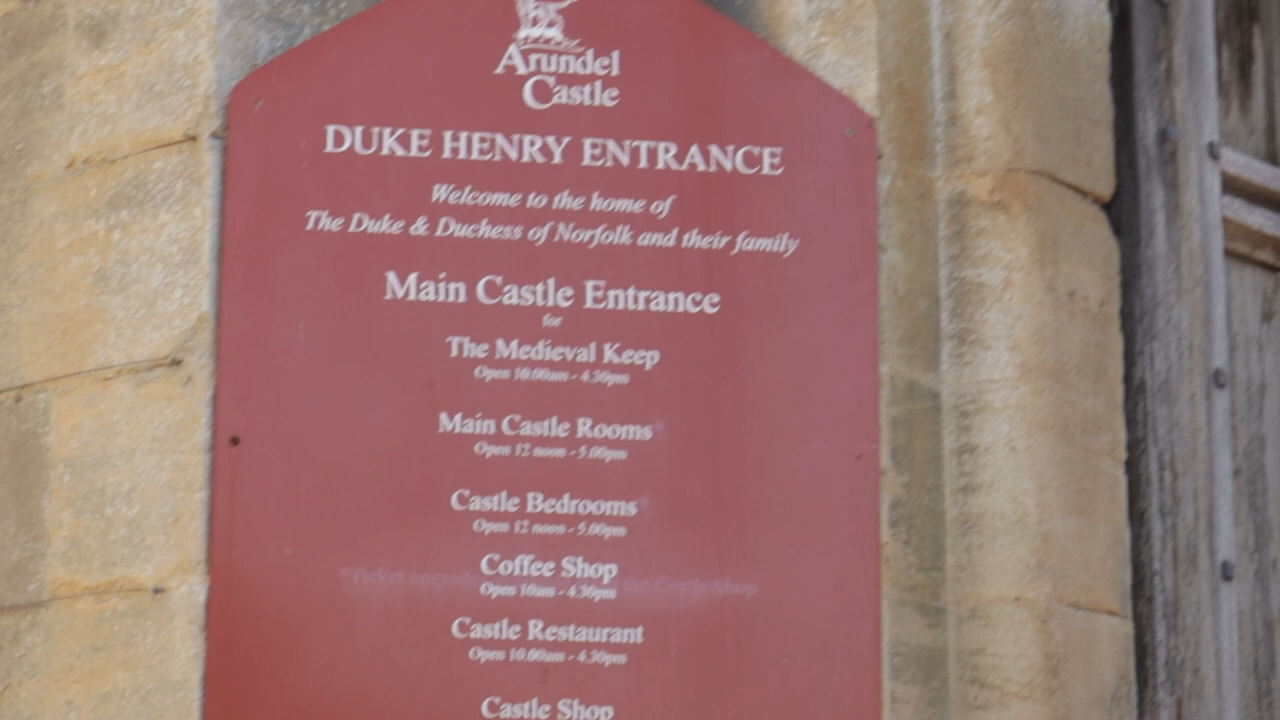 Arundel
Castle
DUKE HENRY ENTRANCE
Welcome to the home of
The Duke & Duchess of Norfolk and their family
Main Castle Entrance
for
The Medieval Keep
Open 10.00am - 4.30pm
Main Castle Rooms*
Open 12 noon - 5.00pm
Castle Bedrooms*
Open 12 noon - 5.00pm
Coffee Shop
Open 10am - 4.30pm
*Ticket Castle Shop
Castle Restaurant
Open 10.00am - 4.30pm
Castle Shop